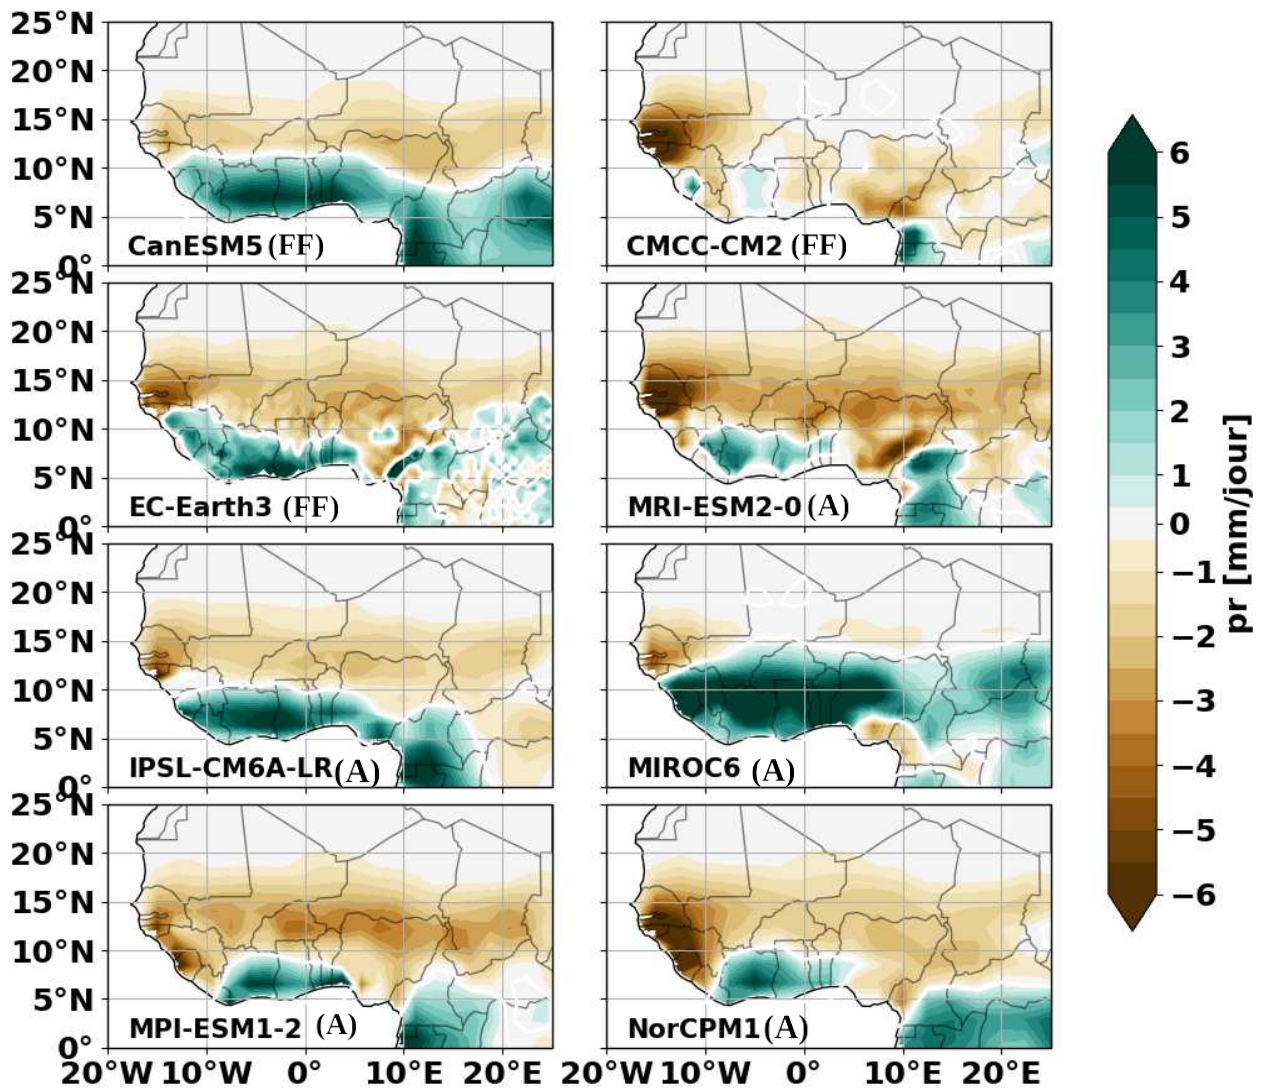 25°N
20°N
15°N
10°N
5°N
0°
CanESM5 (FF)
CMCC-CM2 (FF)
25°N
20°N
15°N
10°N
5°N
0°
EC-Earth3 (FF)
MRI-ESM2-0 (A)
25°N
20°N
15°N
10°N
5°N
0°
IPSL-CM6A-LR (A)
MIROC6 (A)
25°N
20°N
15°N
10°N
5°N
0°
MPI-ESM1-2 (A)
NorCPM1 (A)
20°W 10°W 0° 10°E 20°E 20°W 10°W 0° 10°E 20°E
6
5
4
3
2
1
0
−1
−2
−3
−4
−5
−6
pr [mm/jour]